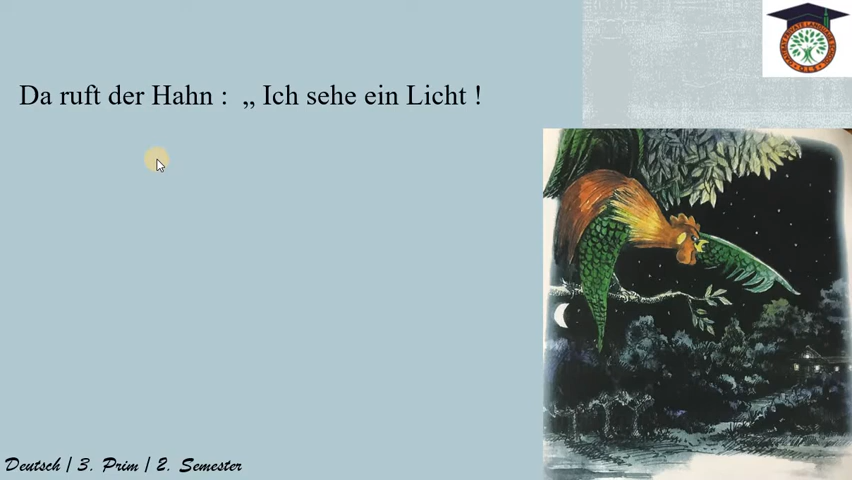 Da ruft der Hahn :  „ Ich sehe ein Licht !
Deutsch | 3. Prim | 2. Semester